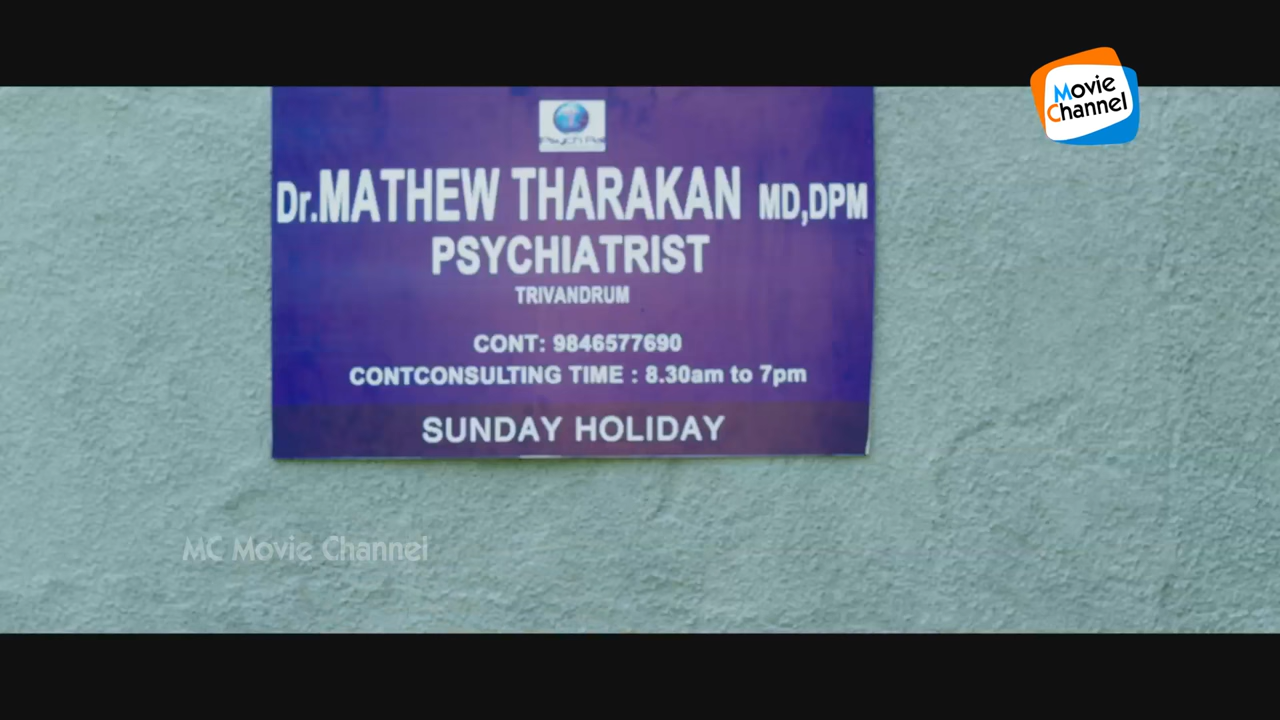 Movie
Channel
Dr.MATHEW THARAKAN MD,DPM
PSYCHIATRIST
TRIVANDRUM
CONT: 9846577690
CONTCONSULTING TIME : 8.30am to 7pm
SUNDAY HOLIDAY
MC Movie Channel